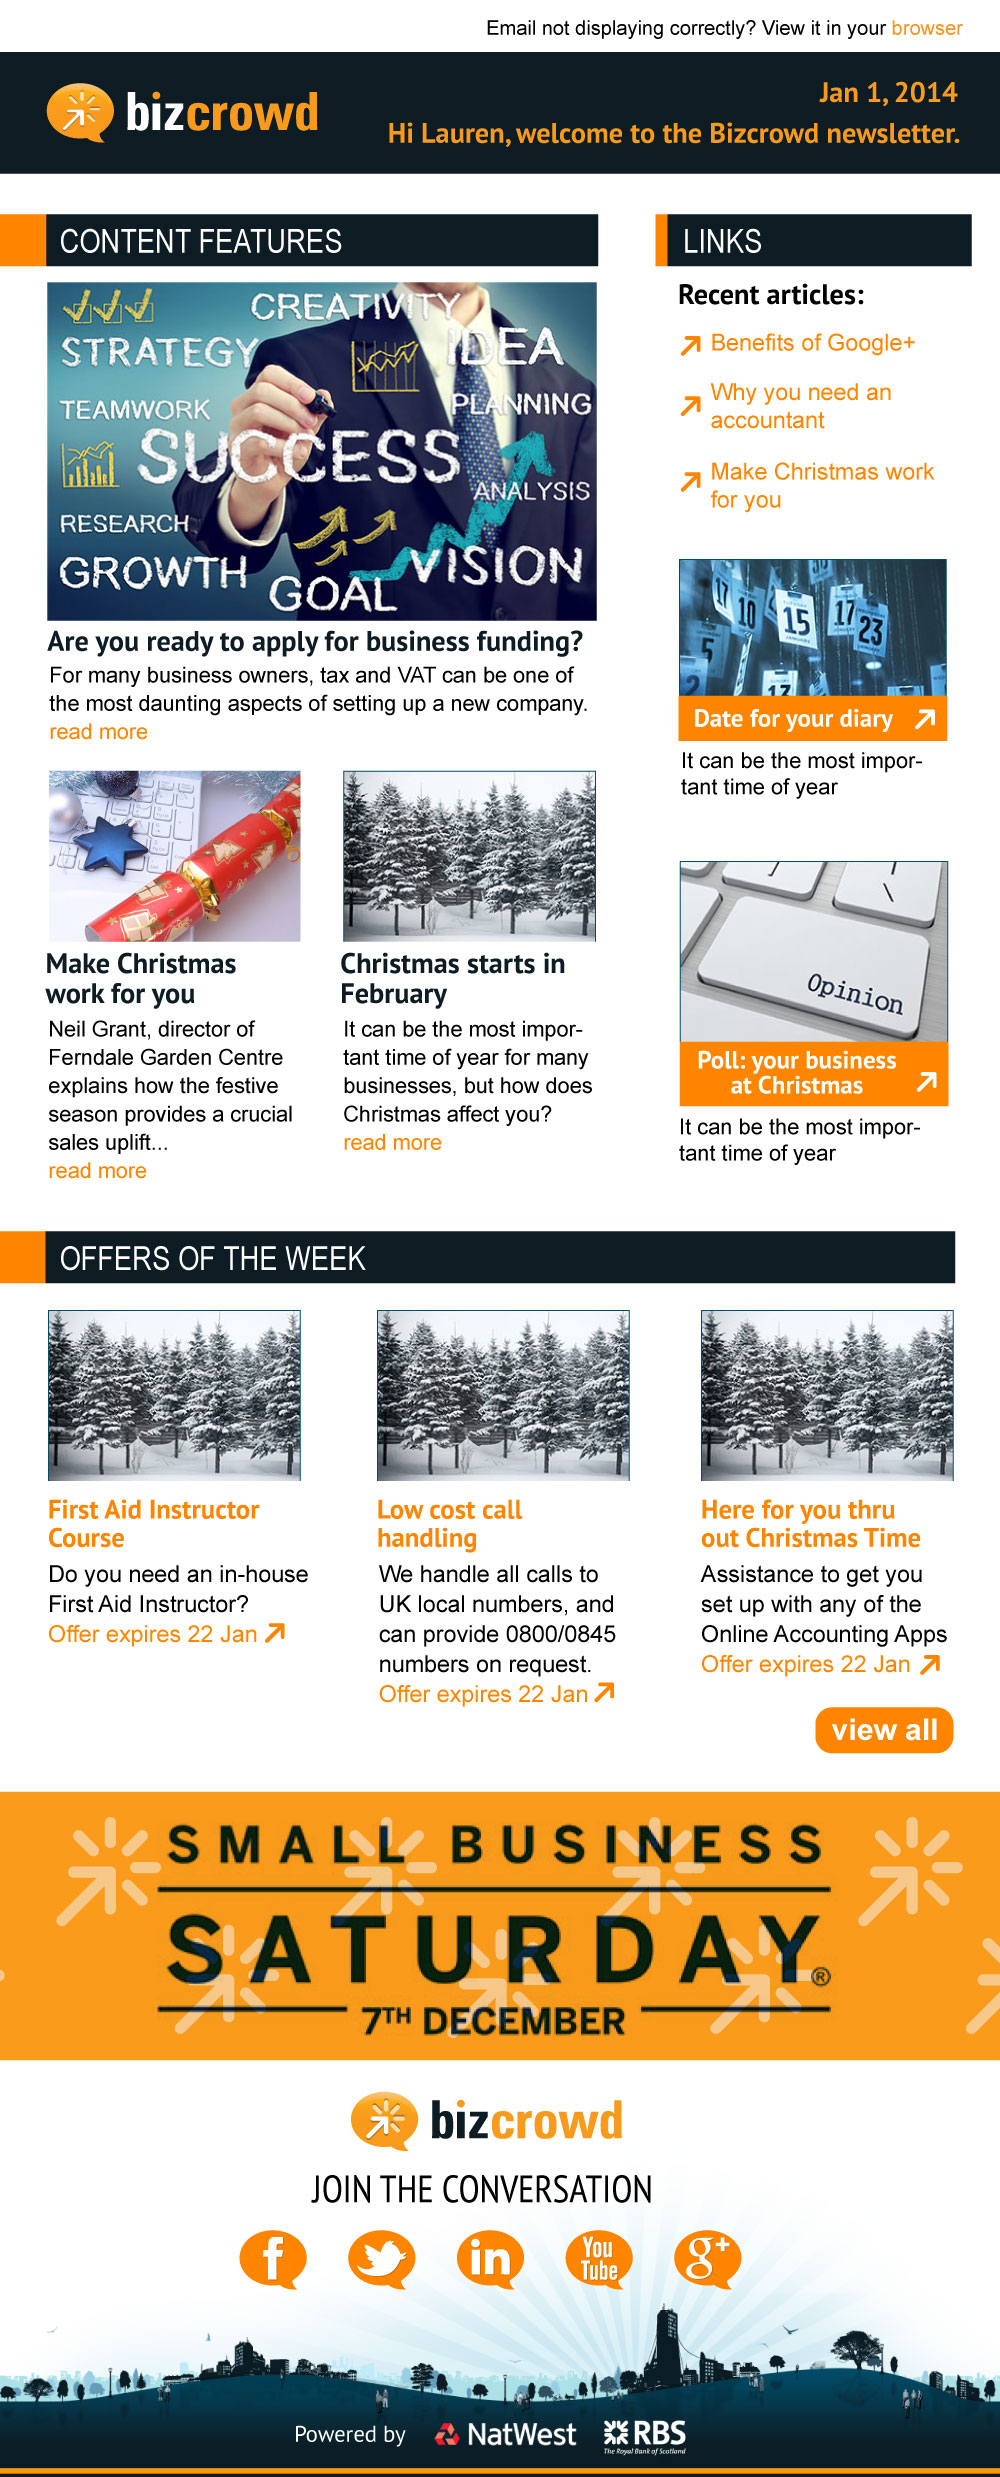 Email not displaying correctly? View it in your browser
bizcrowd
Jan 1, 2014
Hi Lauren, welcome to the Bizcrowd newsletter.
CONTENT FEATURES
CREATIVITY
STRATEGY
IDEA
TEAMWORK
PLANNING
SUCCESS
ANALYSIS
RESEARCH
GROWTH
VISION
GOAL
Are you ready to apply for business funding?
For many business owners, tax and VAT can be one of
the most daunting aspects of setting up a new company.
read more
Make Christmas
work for you
Neil Grant, director of
Ferndale Garden Centre
explains how the festive
season provides a crucial
sales uplift...
read more
Christmas starts in
February
It can be the most impor-
tant time of year for many
businesses, but how does
Christmas affect you?
read more
LINKS
Recent articles:
Benefits of Google+
Why you need an
accountant
Make Christmas work
for you
17
10
15
JANUARY
17
23
5
13
Date for your diary
It can be the most impor-
tant time of year
Opinion
Poll: your business
at Christmas
It can be the most impor-
tant time of year
OFFERS OF THE WEEK
First Aid Instructor
Course
Do you need an in-house
First Aid Instructor?
Offer expires 22 Jan
Low cost call
handling
We handle all calls to
UK local numbers, and
can provide 0800/0845
numbers on request.
Offer expires 22 Jan
Here for you thru
out Christmas Time
Assistance to get you
set up with any of the
Online Accounting Apps
Offer expires 22 Jan
view all
SMALL BUSINESS
SATURDAY®
7TH DECEMBER
bizcrowd
JOIN THE CONVERSATION
f
in
You
Tube
g+
Powered by NatWest RBS
The Royal Bank of Scotland